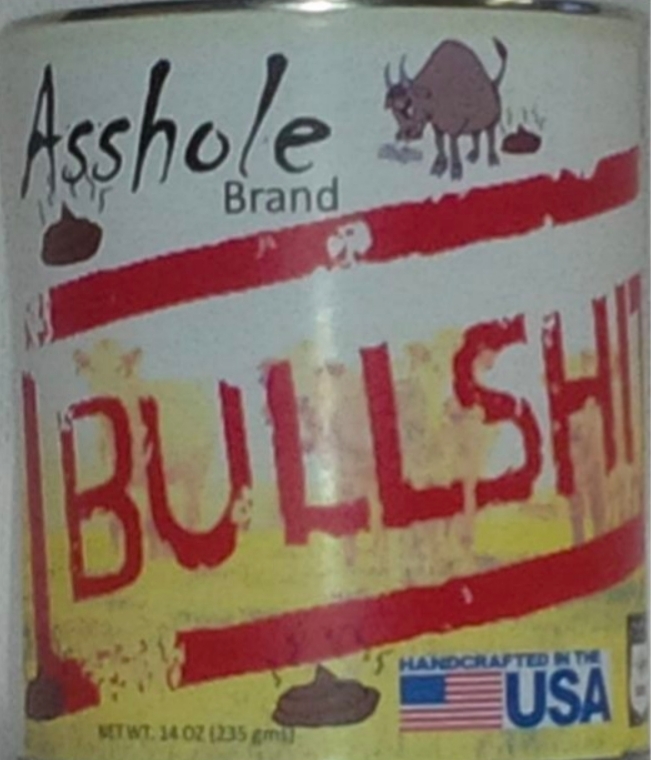 Asshole
Brand
BULLSHIT
HANDCRAFTED IN THE
USA
NET WT. 14 OZ (235 gms)